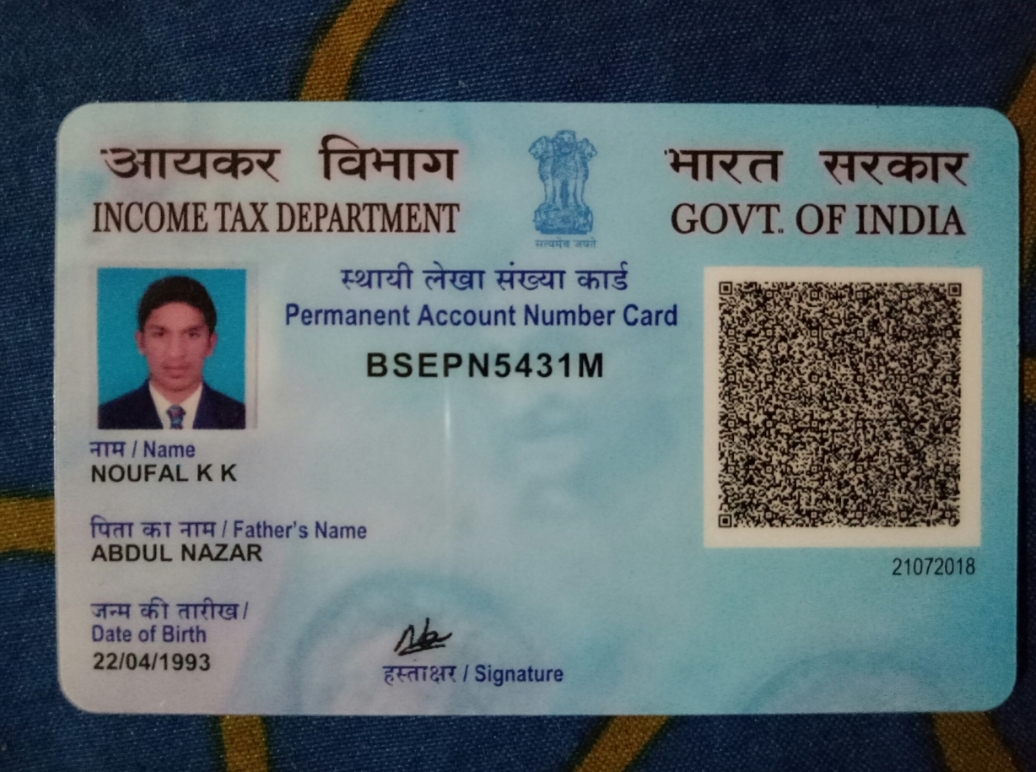 आयकर विभाग
INCOME TAX DEPARTMENT
सत्यमेव जयते
भारत सरकार
GOVT. OF INDIA
स्थायी लेखा संख्या कार्ड
Permanent Account Number Card
BSEPN5431M
नाम / Name
NOUFAL K K
पिता का नाम / Father's Name
ABDUL NAZAR
21072018
जन्म की तारीख /
Date of Birth
22/04/1993
हस्ताक्षर / Signature